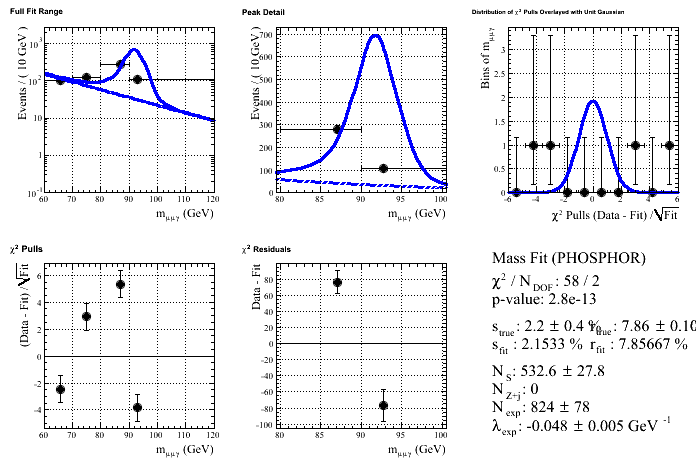 Full Fit Range
Events / ( 10 GeV )
10³
10²
10
1
10⁻¹
60 70 80 90 100 110 120
m_μμγ (GeV)
Peak Detail
Events / ( 10 GeV )
700
600
500
400
300
200
100
0
80 85 90 95 100
m_μμγ (GeV)
Distribution of χ² Pulls Overlayed with Unit Gaussian
Bins of m_μμγ
3
2.5
2
1.5
1
0.5
0
-6 -4 -2 0 2 4 6
χ² Pulls (Data - Fit) /√Fit
χ² Pulls
(Data - Fit) /√Fit
6
4
2
0
-2
-4
60 70 80 90 100 110 120
m_μμγ (GeV)
χ² Residuals
Data - Fit
80
60
40
20
0
-20
-40
-60
-80
-100
80 85 90 95 100
m_μμγ (GeV)
Mass Fit (PHOSPHOR)
χ² / N_DOF : 58 / 2
p-value: 2.8e-13
s_true : 2.2 ± 0.4 % : 7.86 ± 0.10
s_fit : 2.1533 % r_fit : 7.85667 %
N_S : 532.6 ± 27.8
N_Z+j : 0
N_exp : 824 ± 78
λ_exp : -0.048 ± 0.005 GeV ⁻¹